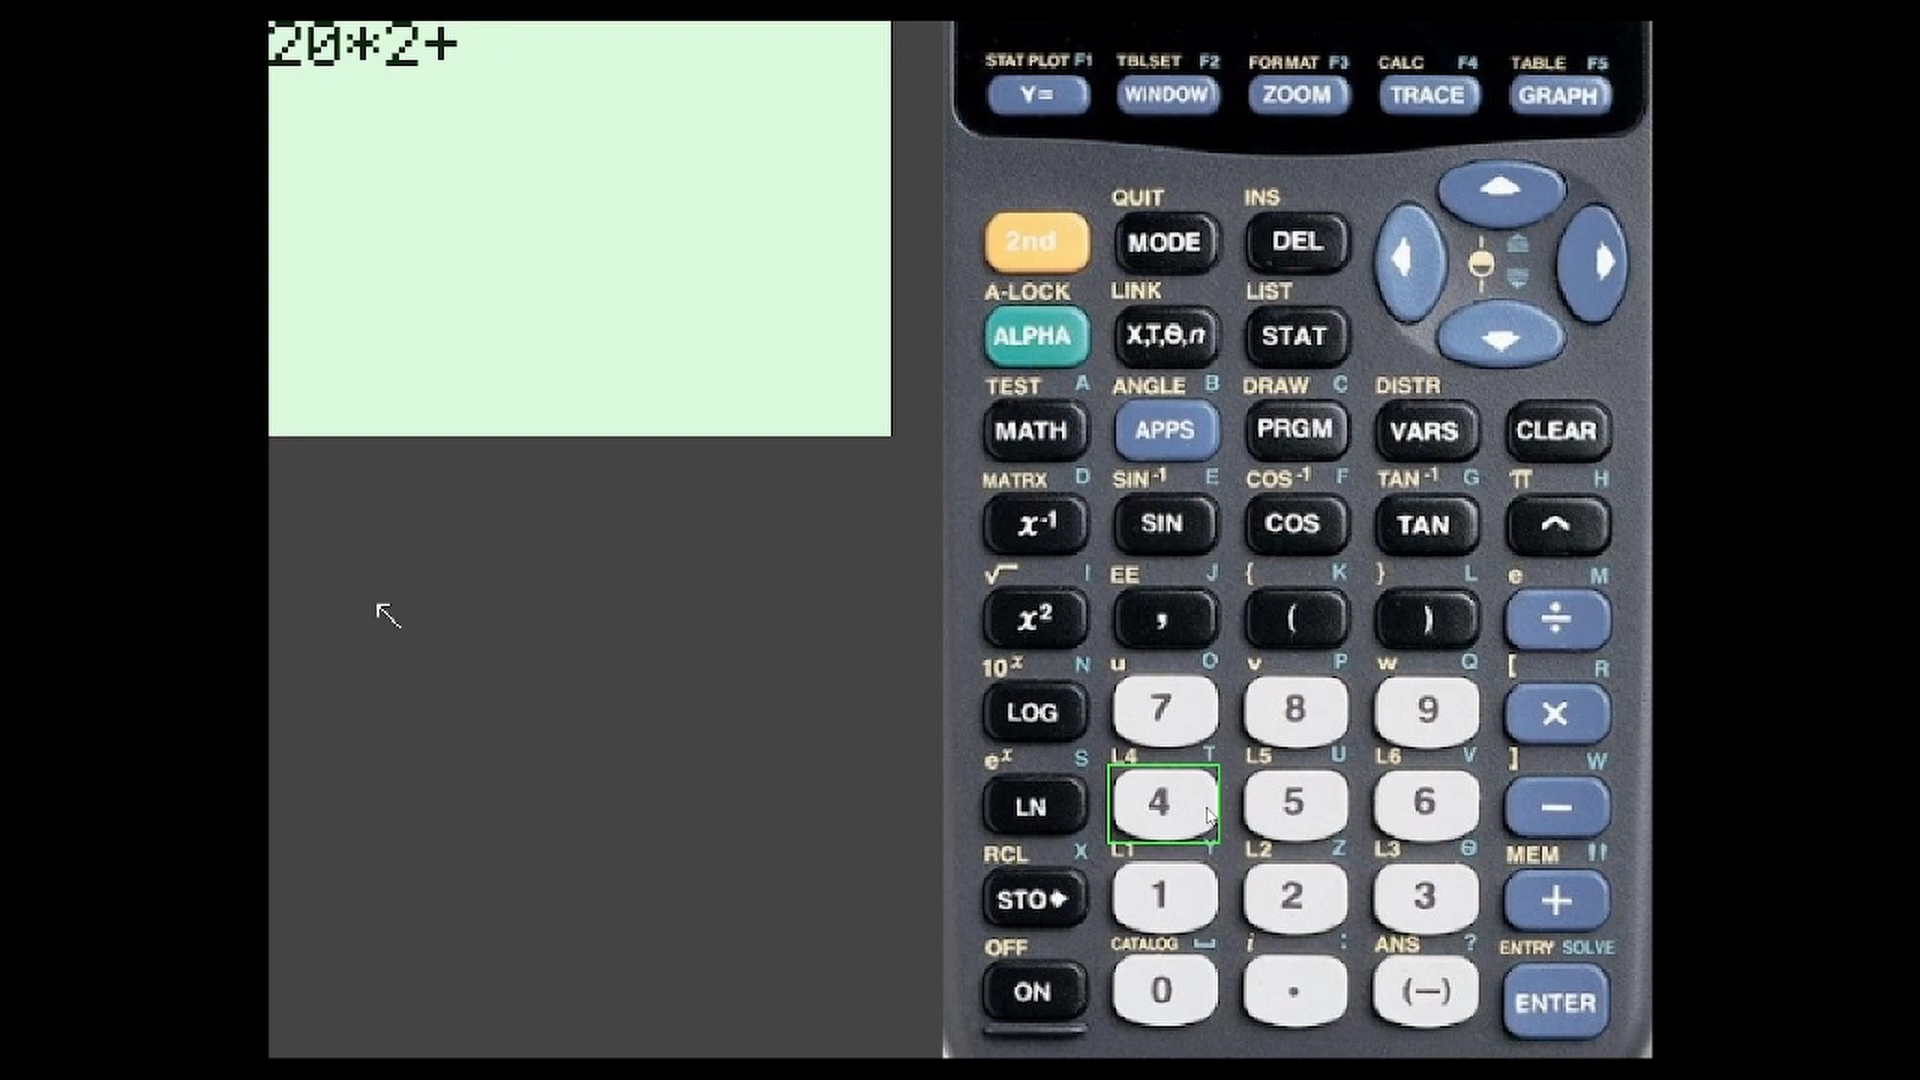 20*2+
STAT PLOT F1 TBLSET F2 FORMAT F3 CALC F4 TABLE F5
Y= WINDOW ZOOM TRACE GRAPH
QUIT INS
2nd MODE DEL
A-LOCK LINK LIST
ALPHA X,T,Θ,n STAT
TEST A ANGLE B DRAW C DISTR
MATH APPS PRGM VARS CLEAR
MATRX D SIN⁻¹ E COS⁻¹ F TAN⁻¹ G π H
x⁻¹ SIN COS TAN ^
√ I EE J { K } L e M
x² , ( ) ÷
10ˣ N u O v P w Q [ R
LOG 7 8 9 ×
eˣ S L4 T L5 U L6 V ] W
LN 4 5 6 −
RCL X L1 Y L2 Z L3 θ MEM "
STO➧ 1 2 3 +
OFF CATALOG ⎵ i : ANS ? ENTRY SOLVE
ON 0 . (−) ENTER